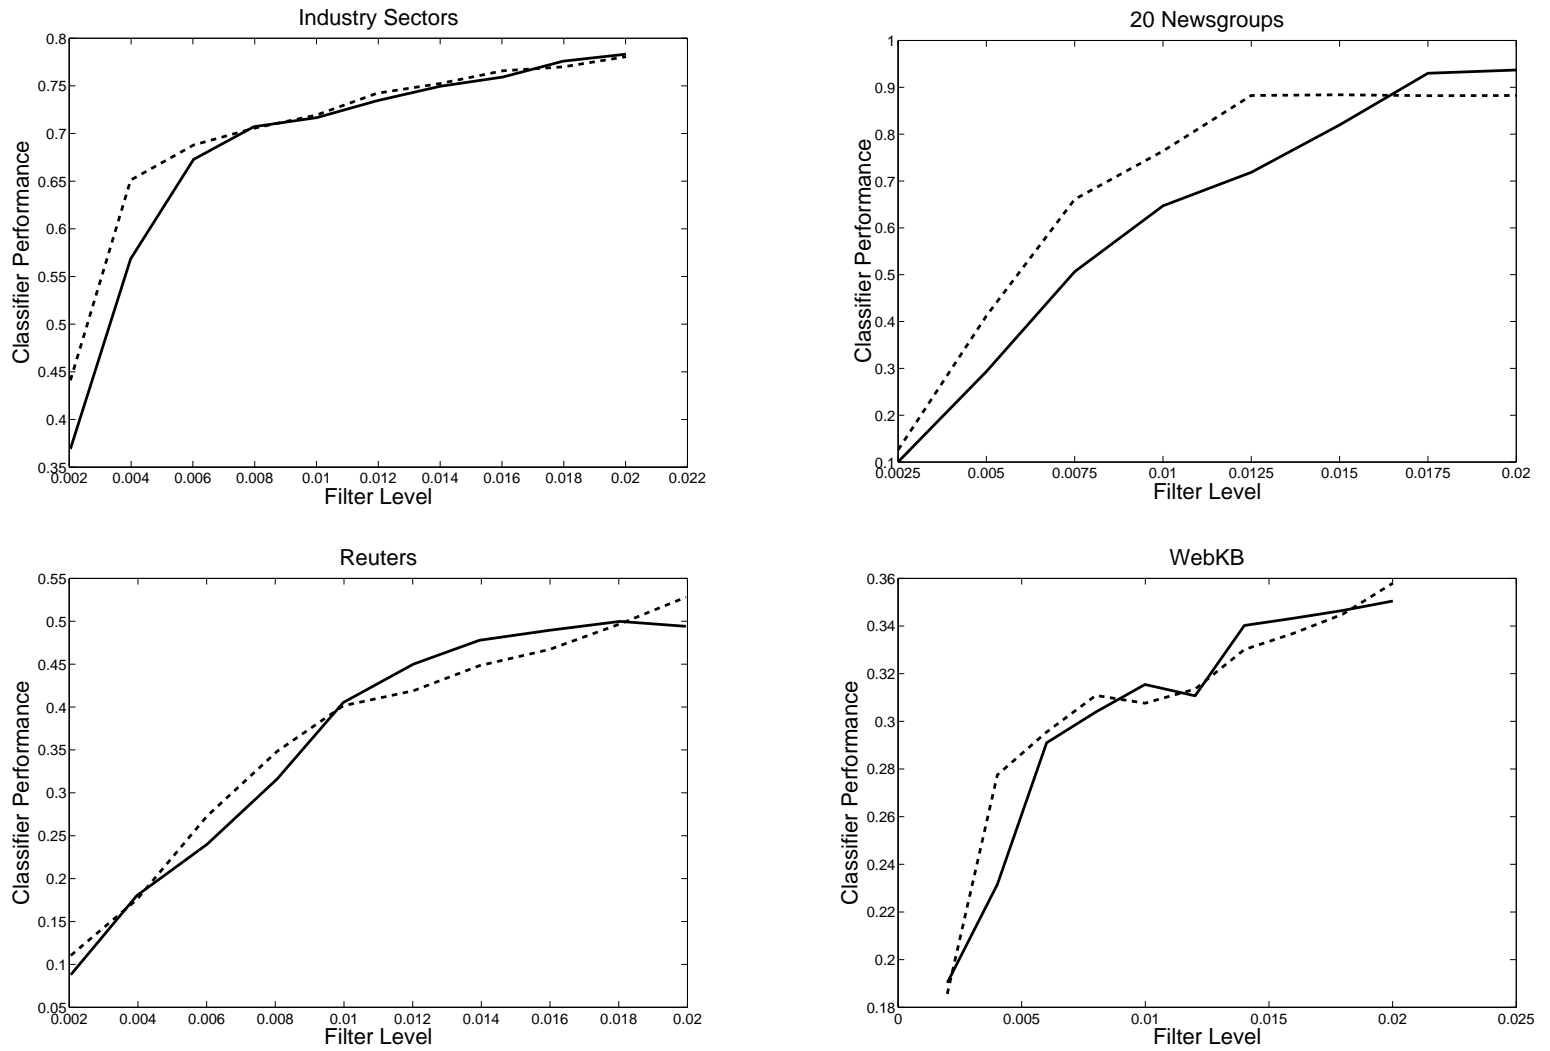 Industry Sectors
0.8
0.75
0.7
0.65
0.6
0.55
0.5
0.45
0.4
0.35
Classifier Performance
0.002 0.004 0.006 0.008 0.01 0.012 0.014 0.016 0.018 0.02 0.022
Filter Level
20 Newsgroups
1
0.9
0.8
0.7
0.6
0.5
0.4
0.3
0.2
0.1
Classifier Performance
0.0025 0.005 0.0075 0.01 0.0125 0.015 0.0175 0.02
Filter Level
Reuters
0.55
0.5
0.45
0.4
0.35
0.3
0.25
0.2
0.15
0.1
0.05
Classifier Performance
0.002 0.004 0.006 0.008 0.01 0.012 0.014 0.016 0.018 0.02
Filter Level
WebKB
0.36
0.34
0.32
0.3
0.28
0.26
0.24
0.22
0.2
0.18
Classifier Performance
0 0.005 0.01 0.015 0.02 0.025
Filter Level